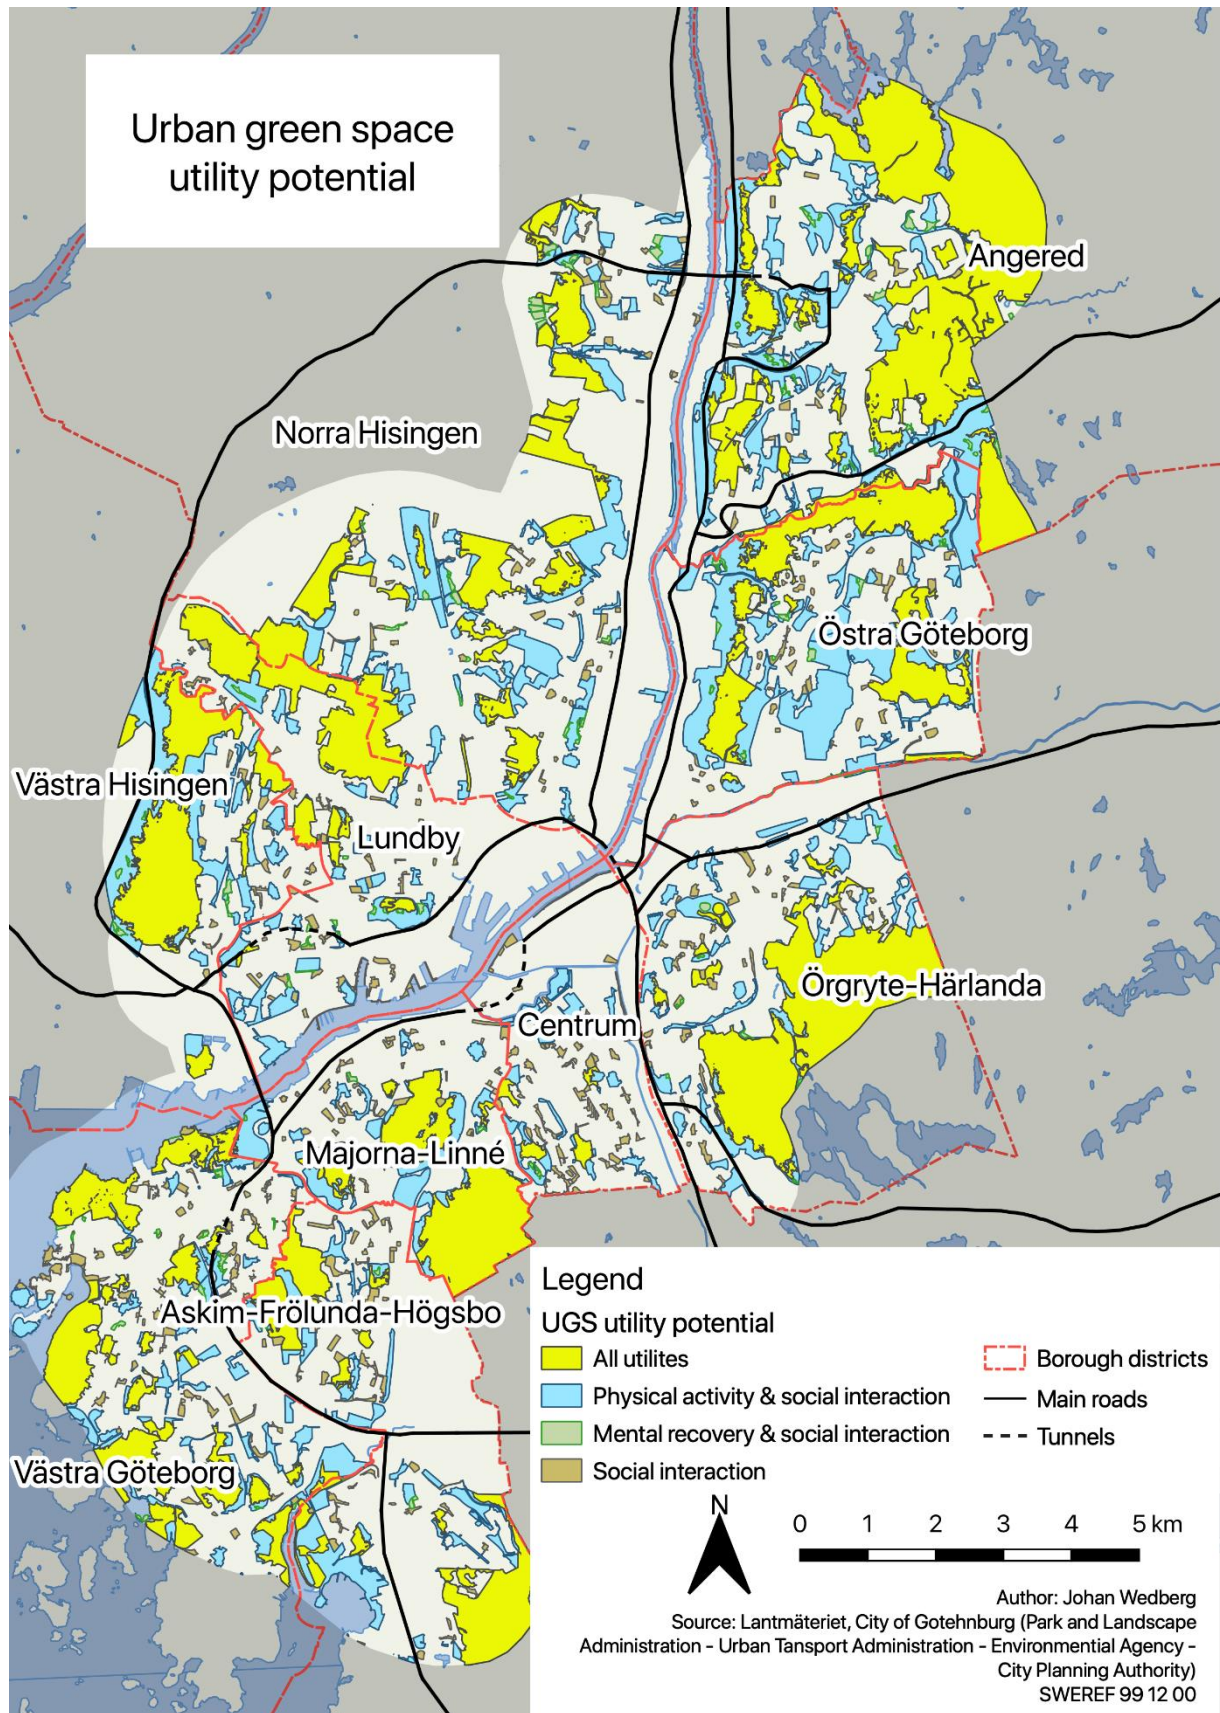 Urban green space
utility potential
Angered
Norra Hisingen
Östra Göteborg
Västra Hisingen
Lundby
Örgryte-Härlanda
Centrum
Majorna-Linné
Askim-Frölunda-Högsbo
Västra Göteborg
Legend
UGS utility potential
All utilites
Physical activity & social interaction
Mental recovery & social interaction
Social interaction
Borough districts
Main roads
Tunnels
N
0 1 2 3 4 5 km
Author: Johan Wedberg
Source: Lantmäteriet, City of Gotehnburg (Park and Landscape
Administration - Urban Tansport Administration - Environmential Agency -
City Planning Authority)
SWEREF 99 12 00